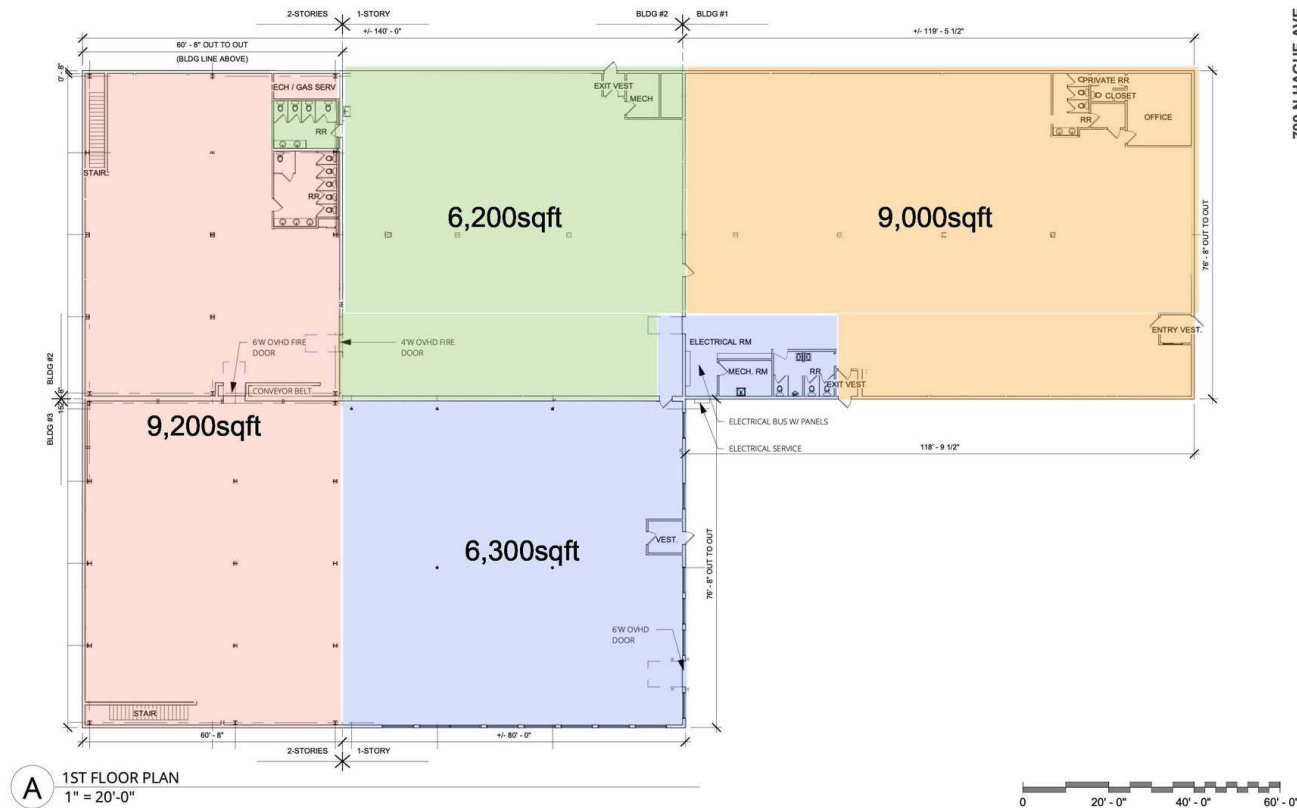 2-STORIES
1-STORY
BLDG #2
BLDG #1
+/- 140' - 0"
+/- 119' - 5 1/2"
60' - 8" OUT TO OUT
(BLDG LINE ABOVE)
0' - 8"
ECH / GAS SERV
EXIT VEST
MECH
PRIVATE RR
CLOSET
OFFICE
RR
RR
STAIR
RR
6,200sqft
9,000sqft
76' - 8" OUT TO OUT
6'W OVHD FIRE
DOOR
4'W OVHD FIRE
DOOR
ELECTRICAL RM
ENTRY VEST.
MECH. RM
RR
EXIT VEST
CONVEYOR BELT
BLDG #2
BLDG #3
9,200sqft
ELECTRICAL BUS W/ PANELS
ELECTRICAL SERVICE
118' - 9 1/2"
6,300sqft
VEST.
76' - 8" OUT TO OUT
6'W OVHD
DOOR
STAIR
60' - 8"
+/- 80' - 0"
2-STORIES
1-STORY
A
1ST FLOOR PLAN
1" = 20'-0"
0
20' - 0"
40' - 0"
60' - 0"